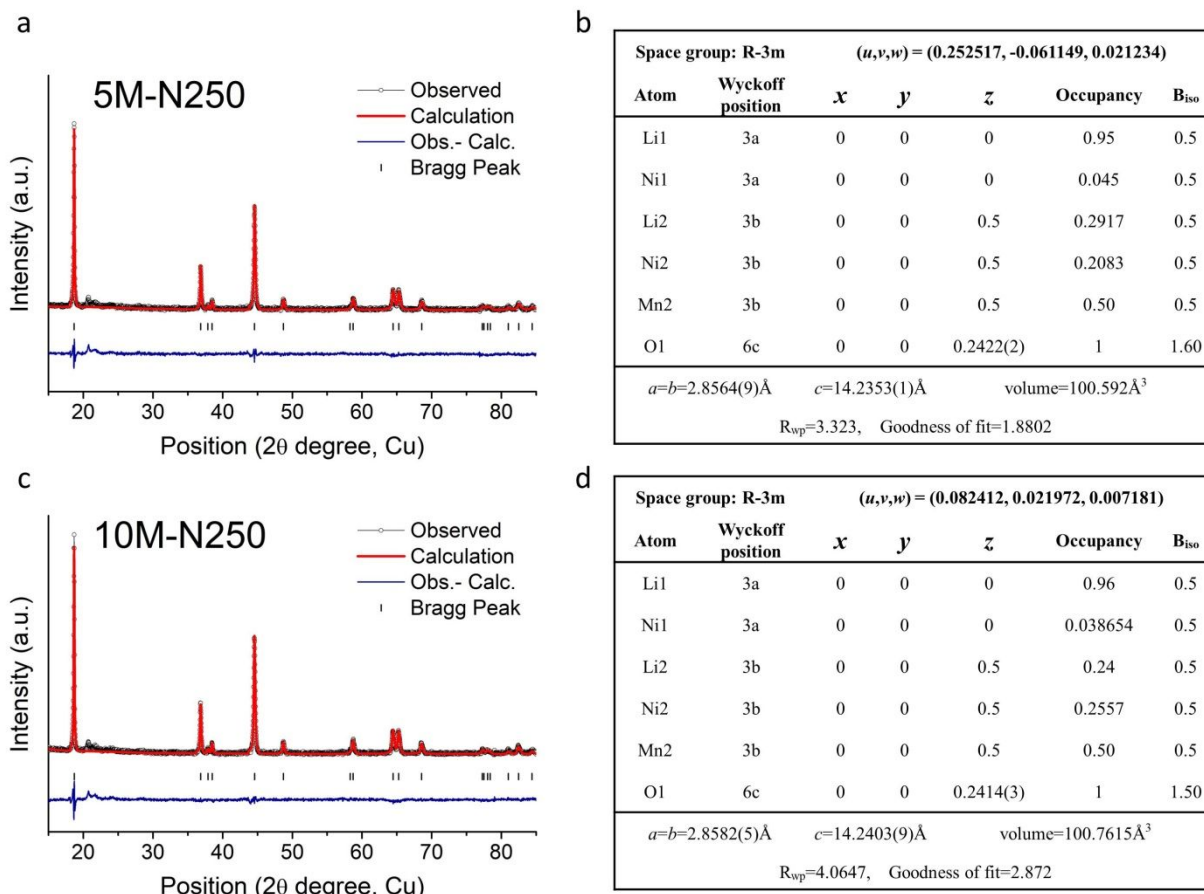 a
5M-N250
Observed
Calculation
Obs.- Calc.
Bragg Peak
Intensity (a.u.)
20 30 40 50 60 70 80
Position (2θ degree, Cu)
b
Space group: R-3m (u,v,w) = (0.252517, -0.061149, 0.021234)
Atom Wyckoff position x y z Occupancy Biso
Li1 3a 0 0 0 0.95 0.5
Ni1 3a 0 0 0 0.045 0.5
Li2 3b 0 0 0.5 0.2917 0.5
Ni2 3b 0 0 0.5 0.2083 0.5
Mn2 3b 0 0 0.5 0.50 0.5
O1 6c 0 0 0.2422(2) 1 1.60
a=b=2.8564(9)Å c=14.2353(1)Å volume=100.592Å³
Rwp=3.323, Goodness of fit=1.8802
c
10M-N250
Observed
Calculation
Obs.- Calc.
Bragg Peak
Intensity (a.u.)
20 30 40 50 60 70 80
Position (2θ degree, Cu)
d
Space group: R-3m (u,v,w) = (0.082412, 0.021972, 0.007181)
Atom Wyckoff position x y z Occupancy Biso
Li1 3a 0 0 0 0.96 0.5
Ni1 3a 0 0 0 0.038654 0.5
Li2 3b 0 0 0.5 0.24 0.5
Ni2 3b 0 0 0.5 0.2557 0.5
Mn2 3b 0 0 0.5 0.50 0.5
O1 6c 0 0 0.2414(3) 1 1.50
a=b=2.8582(5)Å c=14.2403(9)Å volume=100.7615Å³
Rwp=4.0647, Goodness of fit=2.872